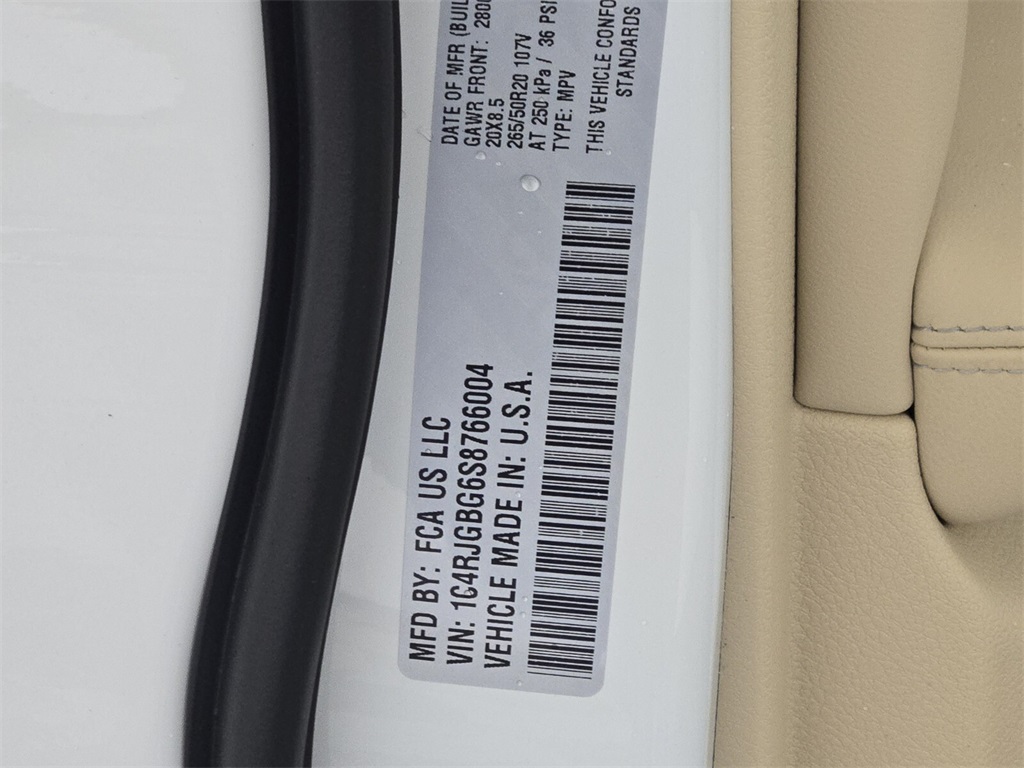 MFD BY: FCA US LLC
VIN: 1C4RJGBG6S8766004
VEHICLE MADE IN: U.S.A.
DATE OF MFR
GAWR FRONT:
20X8.5
265/50R20 107V
AT 250 kPa / 36 PSI
TYPE: MPV
THIS VEHICLE
STANDARDS